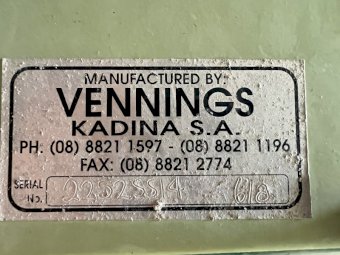 MANUFACTURED BY:
VENNINGS
KADINA S.A.
PH: (08) 8821 1597 - (08) 8821 1196
FAX: (08) 8821 2774
SERIAL
No.